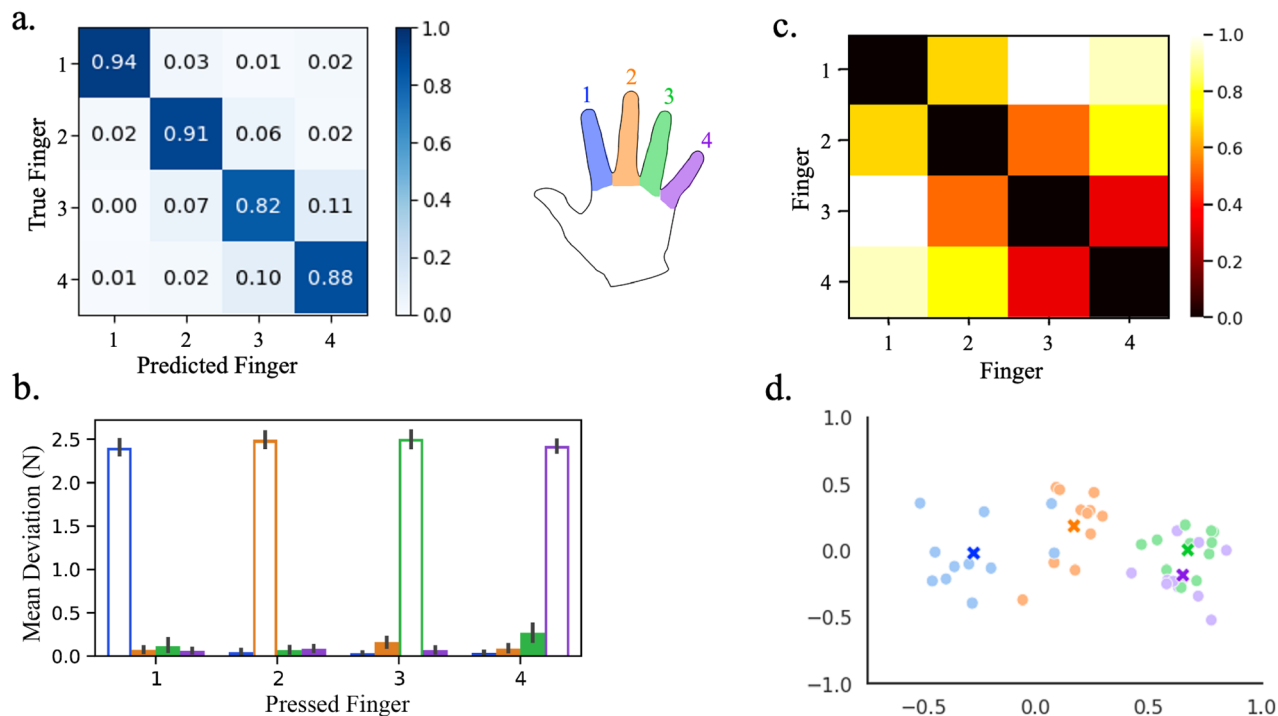 a.
1.0
0.8
0.6
0.4
0.2
0.0
True Finger
1 0.94 0.03 0.01 0.02
2 0.02 0.91 0.06 0.02
3 0.00 0.07 0.82 0.11
4 0.01 0.02 0.10 0.88
1 2 3 4
Predicted Finger
1
2
3
4
c.
1.0
0.8
0.6
0.4
0.2
0.0
Finger
1
2
3
4
1 2 3 4
Finger
b.
Mean Deviation (N)
2.5
2.0
1.5
1.0
0.5
0.0
1 2 3 4
Pressed Finger
d.
1.0
0.5
0.0
−0.5
−1.0
−0.5 0.0 0.5 1.0